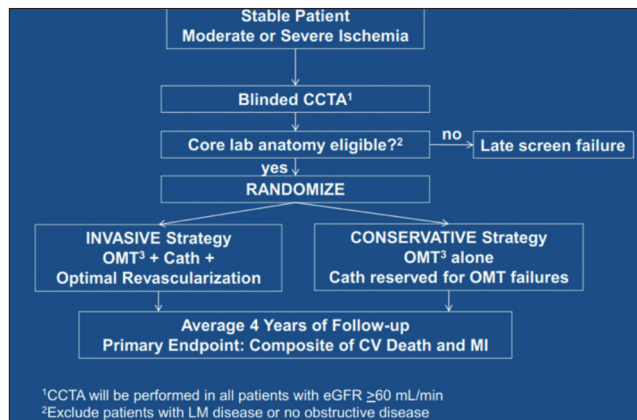 Stable Patient
Moderate or Severe Ischemia
Blinded CCTA¹
Core lab anatomy eligible?²
no
Late screen failure
yes
RANDOMIZE
INVASIVE Strategy
OMT³ + Cath +
Optimal Revascularization
CONSERVATIVE Strategy
OMT³ alone
Cath reserved for OMT failures
Average 4 Years of Follow-up
Primary Endpoint: Composite of CV Death and MI
¹CCTA will be performed in all patients with eGFR ≥60 mL/min
²Exclude patients with LM disease or no obstructive disease